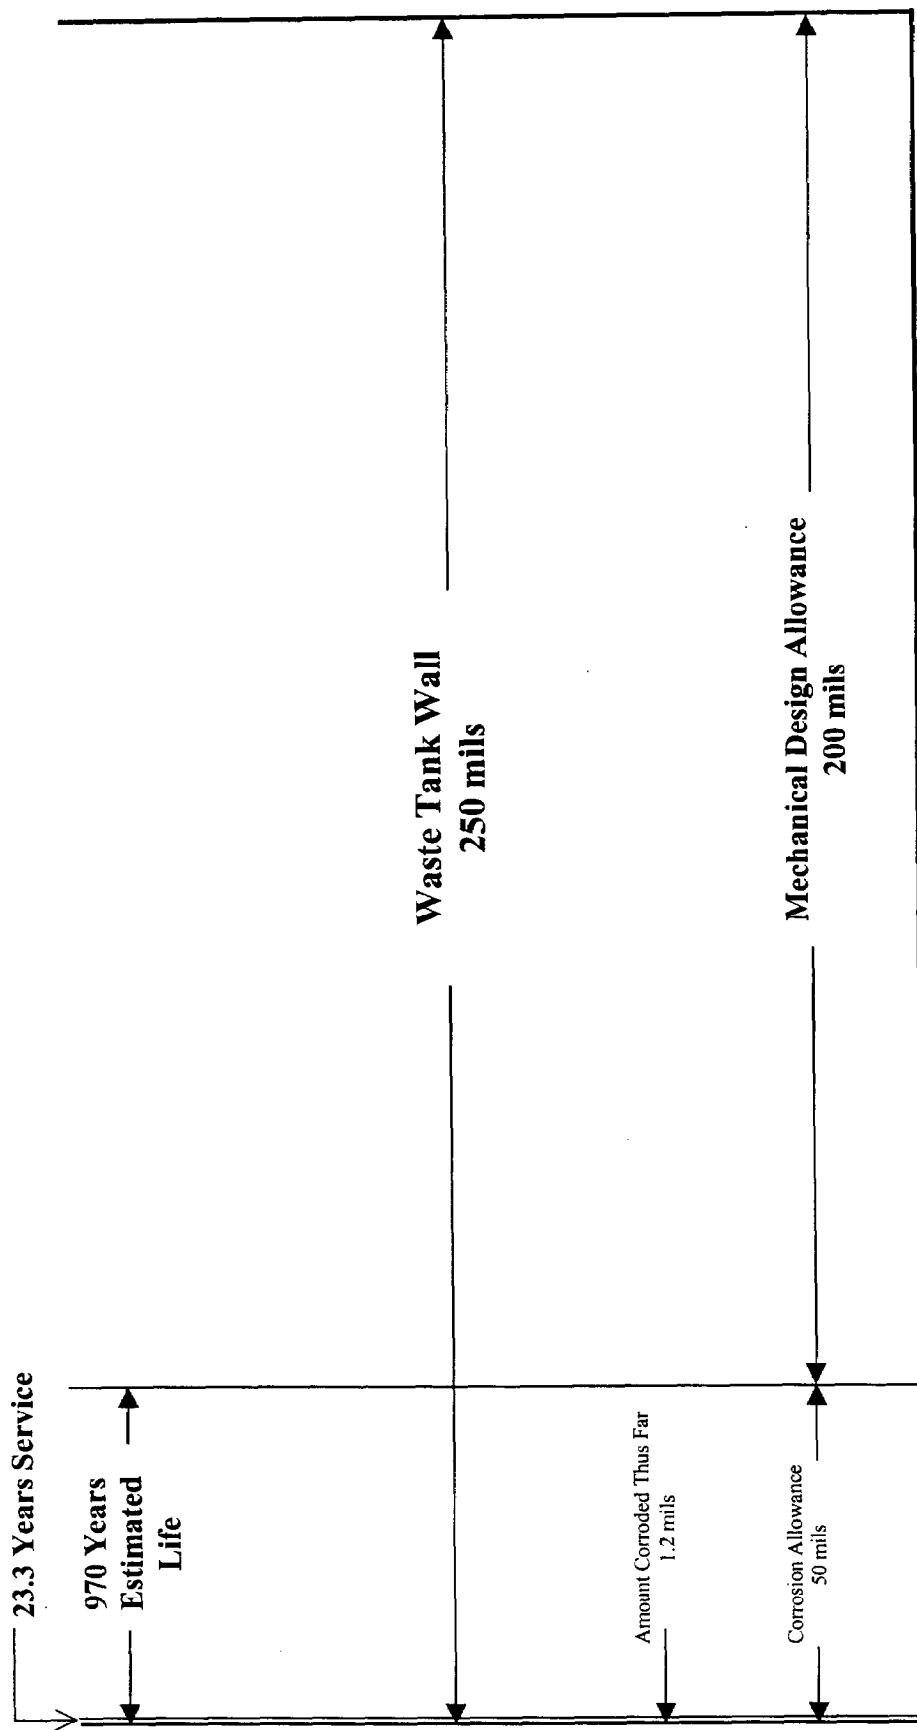 23.3 Years Service
970 Years
Estimated
Life
Waste Tank Wall
250 mils
Amount Corroded Thus Far
1.2 mils
Corrosion Allowance
50 mils
Mechanical Design Allowance
200 mils